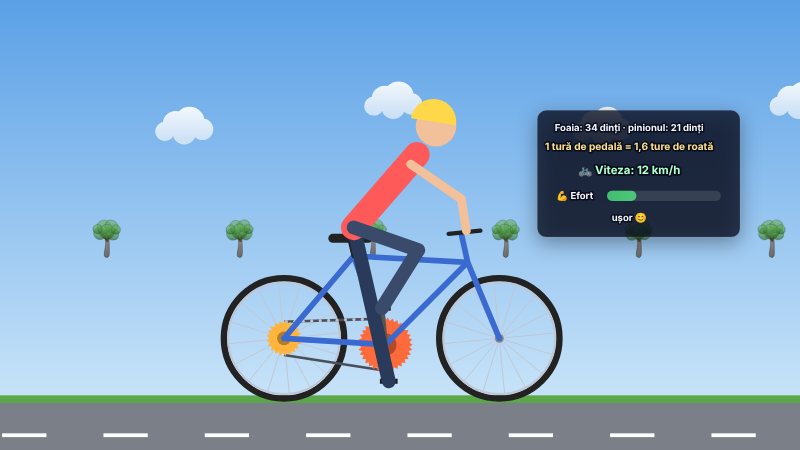 Foaia: 34 dinți · pinionul: 21 dinți
1 tură de pedală = 1,6 ture de roată
🚲 Viteza: 12 km/h
💪 Efort
ușor 😊